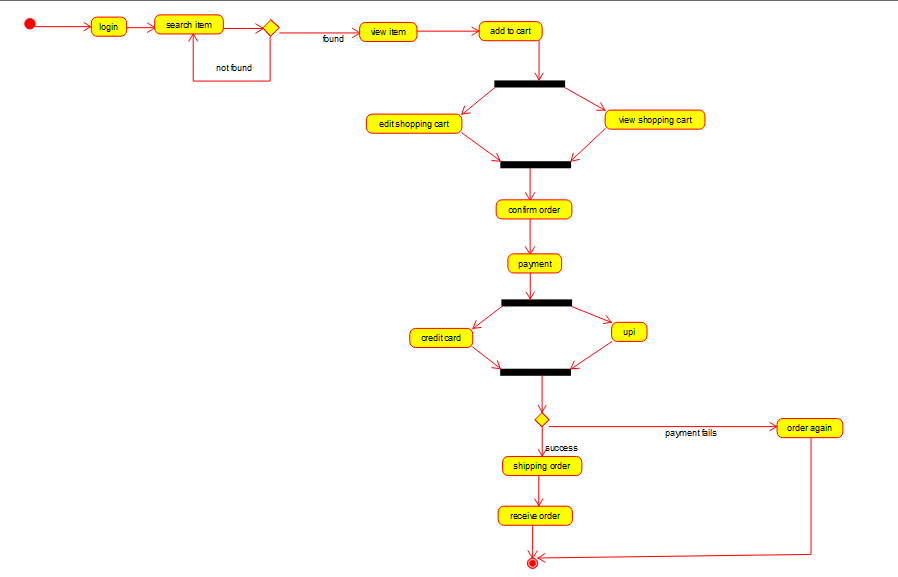 login
search item
view item
add to cart
found
not found
edit shopping cart
view shopping cart
confirm order
payment
credit card
upi
payment fails
order again
success
shipping order
receive order